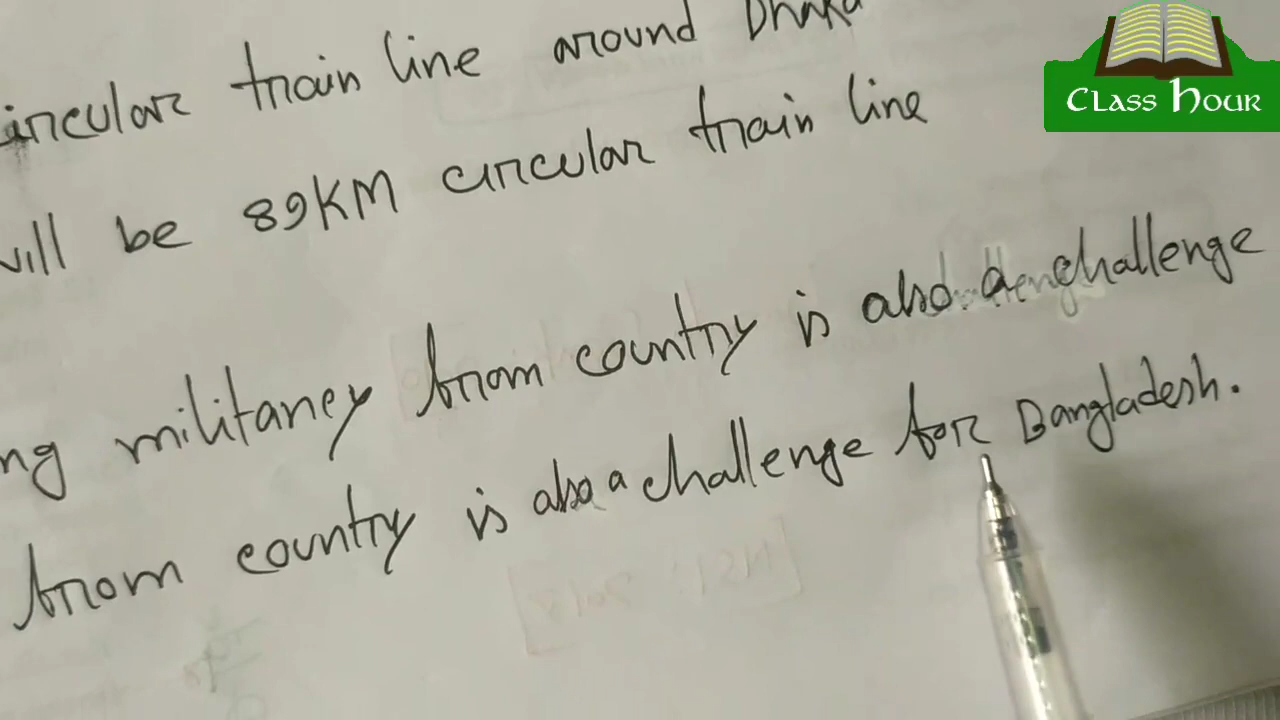 circular train line around Dhaka
will be 89KM circular train line
ng militancy from country is also a challenge
from country is also a challenge for Bangladesh.
CLASS HOUR